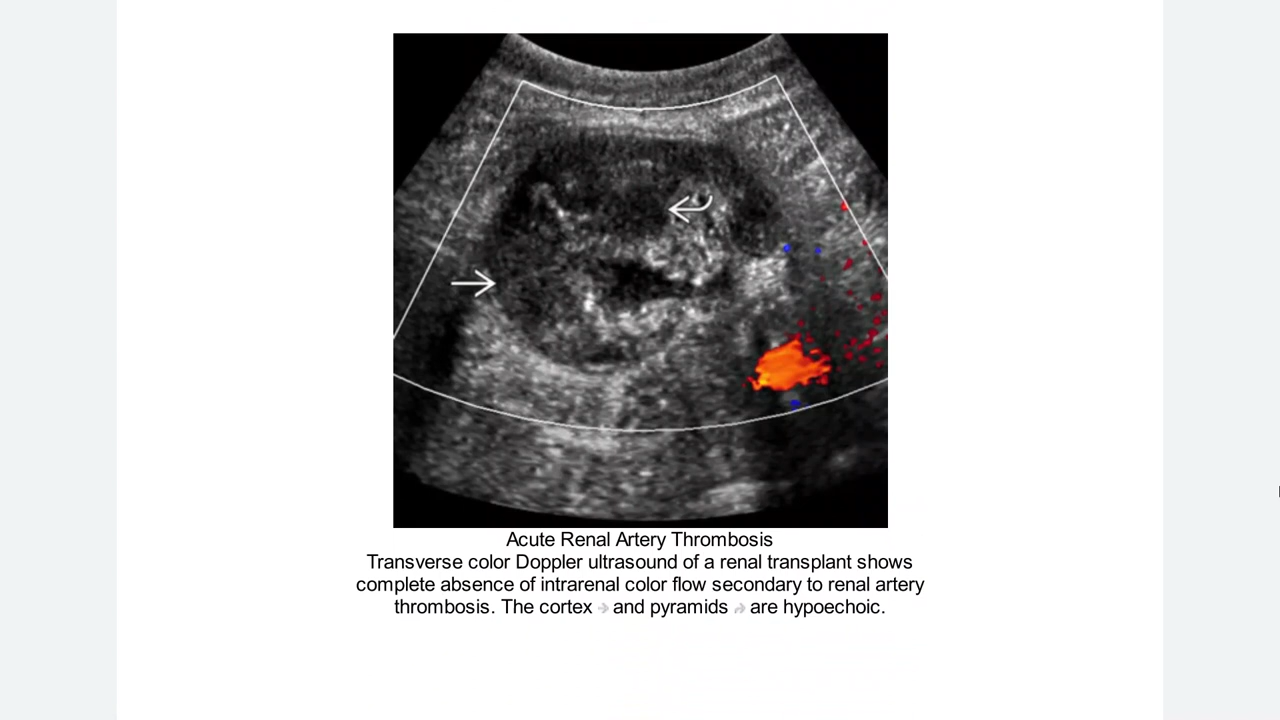 Acute Renal Artery Thrombosis
Transverse color Doppler ultrasound of a renal transplant shows
complete absence of intrarenal color flow secondary to renal artery
thrombosis. The cortex and pyramids are hypoechoic.